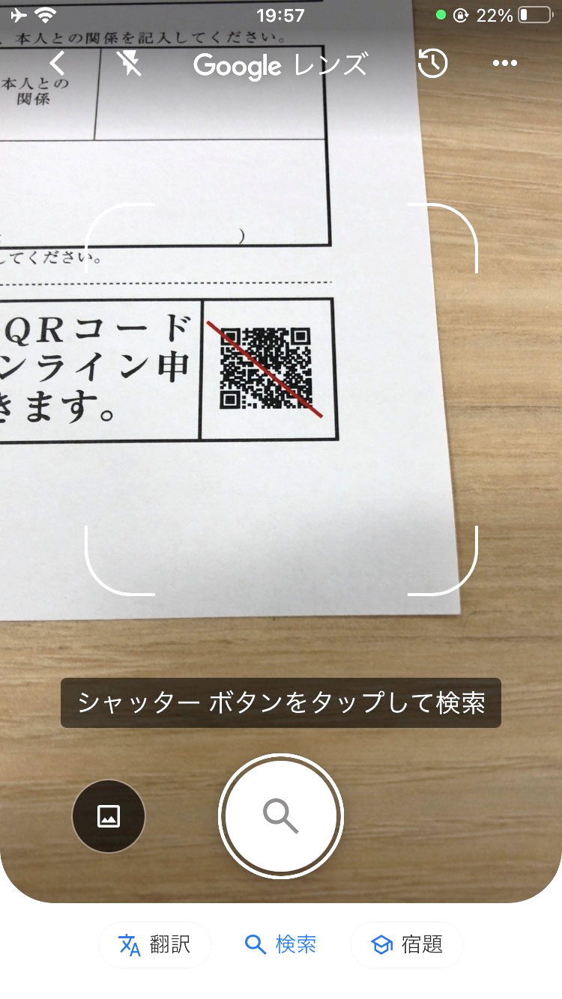 19:57
22%
、本人との関係を記入してください。
Google レンズ
本人との
関係
)
してください。
QRコード
ンライン申
きます。
シャッター ボタンをタップして検索
翻訳
検索
宿題